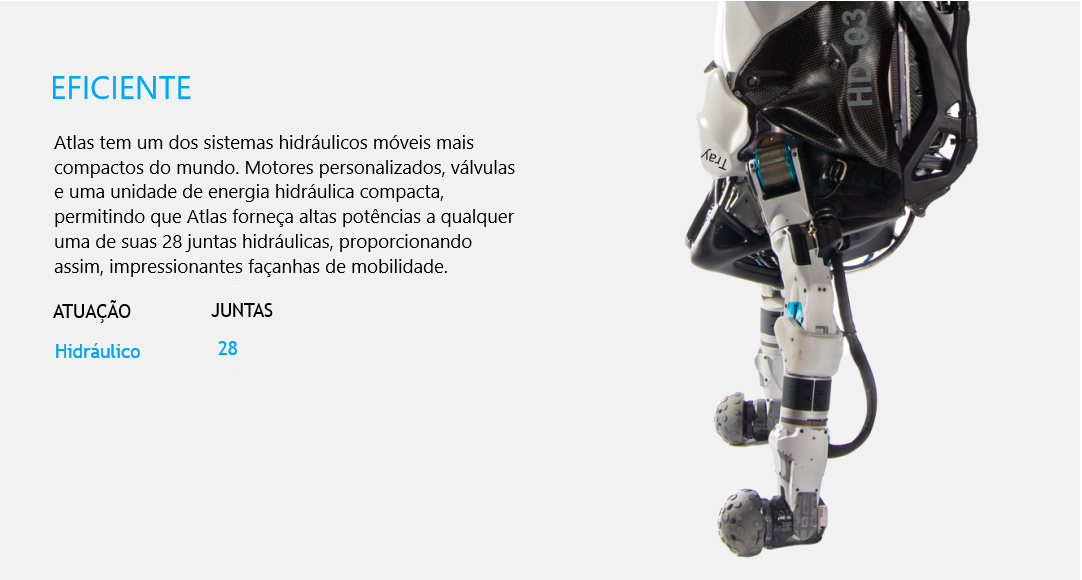 EFICIENTE
Atlas tem um dos sistemas hidráulicos móveis mais
compactos do mundo. Motores personalizados, válvulas
e uma unidade de energia hidráulica compacta,
permitindo que Atlas forneça altas potências a qualquer
uma de suas 28 juntas hidráulicas, proporcionando
assim, impressionantes façanhas de mobilidade.
ATUAÇÃO JUNTAS
Hidráulico 28
HD-03
Tray